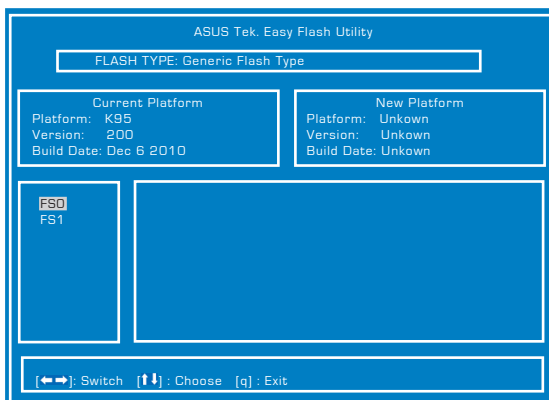 ASUS Tek. Easy Flash Utility
FLASH TYPE: Generic Flash Type
Current Platform
Platform: K95
Version: 200
Build Date: Dec 6 2010
New Platform
Platform: Unkown
Version: Unkown
Build Date: Unkown
FS0
FS1
[←→]: Switch [↑↓] : Choose [q] : Exit